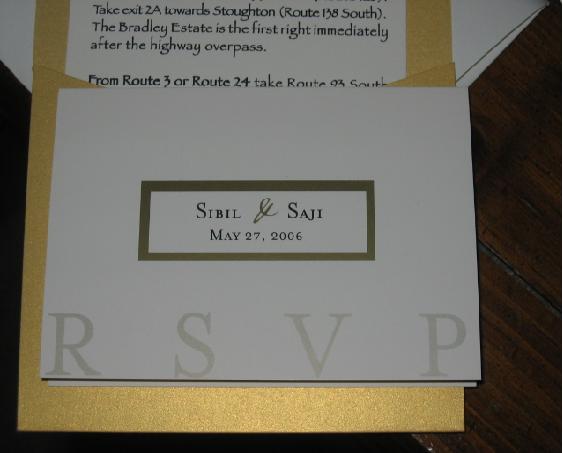 Take exit 2A towards Stoughton (Route 138 South).
The Bradley Estate is the first right immediately
after the highway overpass.
From Route 3 or Route 24 take Route 93 South
SIBIL & SAJI
MAY 27, 2006
R S V P